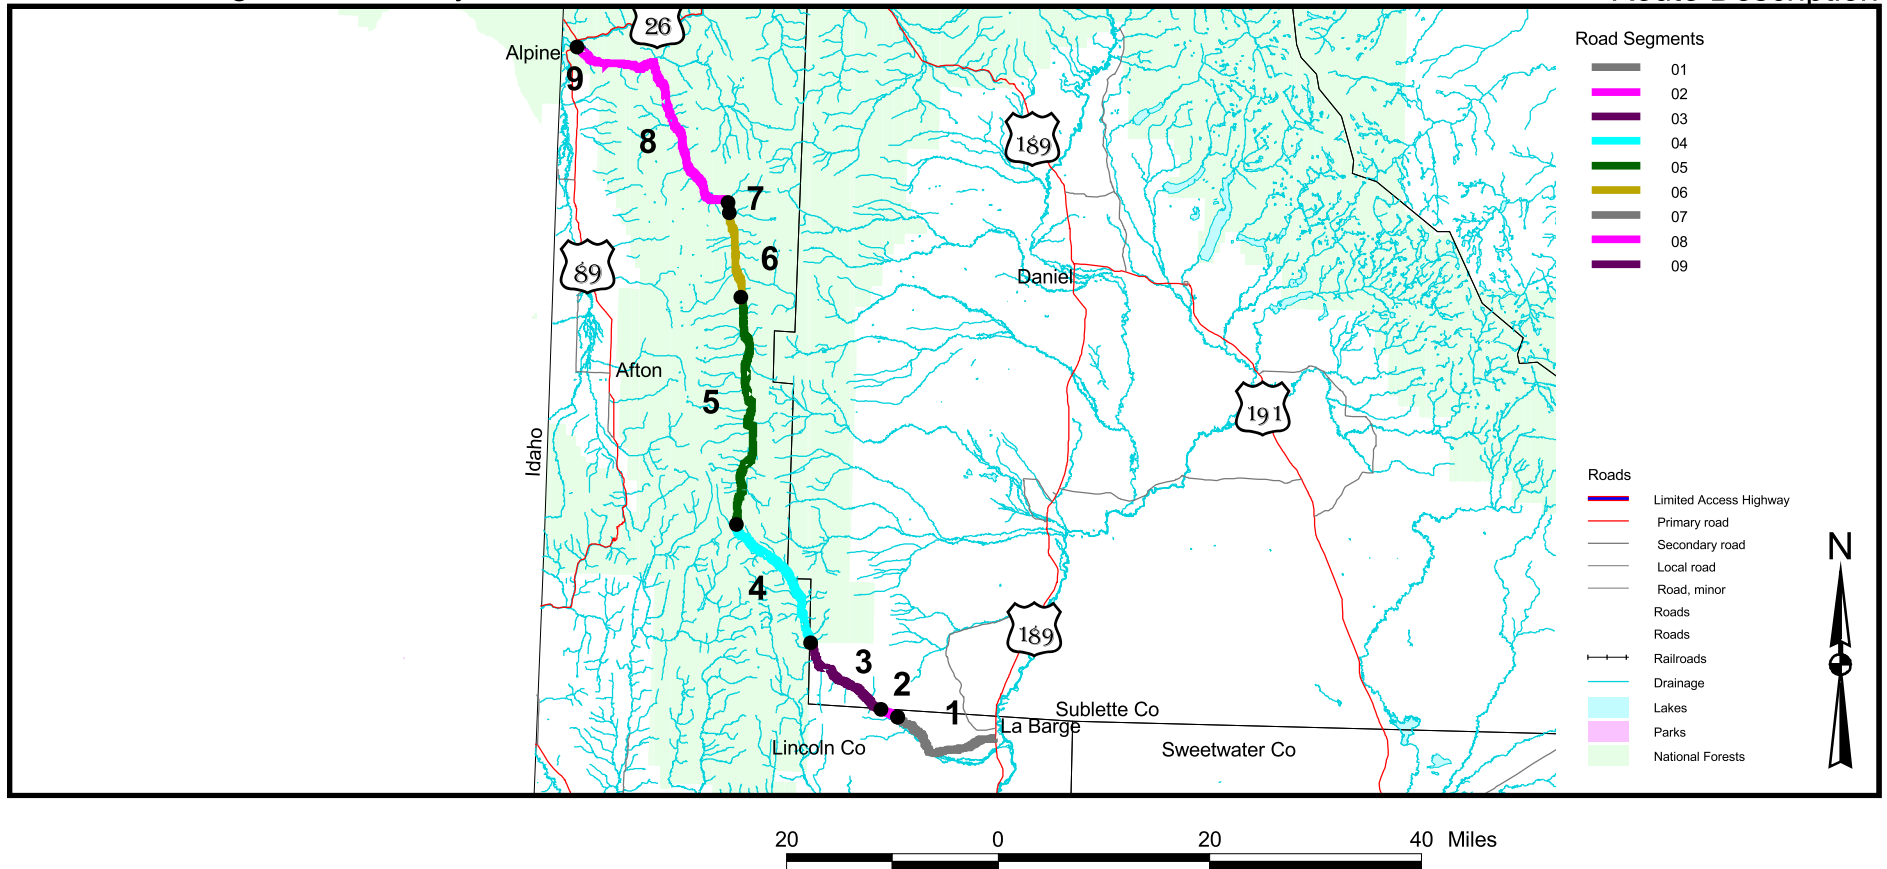 26
Alpine
9
8
189
7
6
89
Daniel
Afton
5
191
Idaho
4
189
3
2
1
Sublette Co
La Barge
Lincoln Co
Sweetwater Co
Road Segments
01
02
03
04
05
06
07
08
09
Roads
Limited Access Highway
Primary road
Secondary road
Local road
Road, minor
Roads
Roads
Railroads
Drainage
Lakes
Parks
National Forests
N
20 0 20 40 Miles